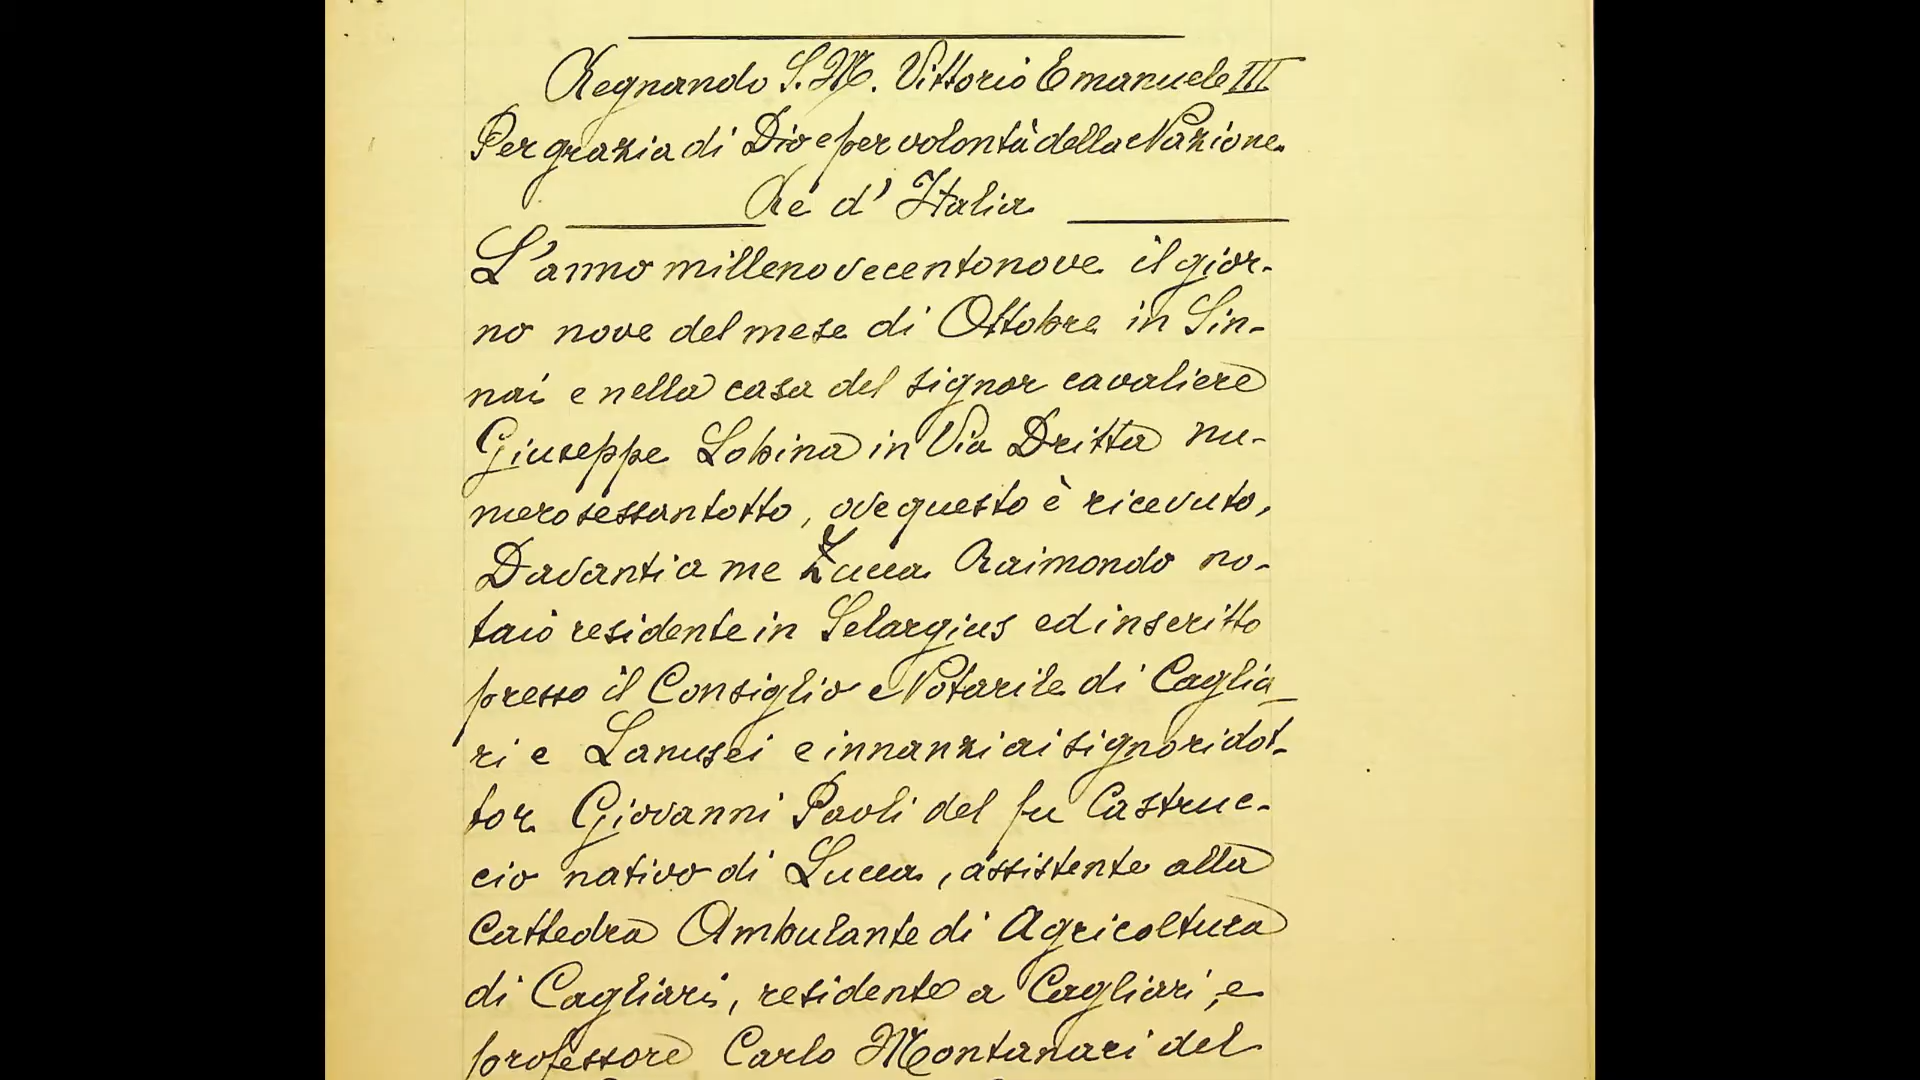 Regnando S. M. Vittorio Emanuele III
Per grazia di Dio e per volontà della Nazione
Re d'Italia
L'anno millenovecentonove il gior-
no nove del mese di Ottobre in Sin-
nai e nella casa del signor cavaliere
Giuseppe Lobina in Via Dritta nu-
mero sessantotto, ove questo è ricevuto,
Davanti a me Zucca Raimondo no-
taio residente in Selargius ed inscritto
presso il Consiglio Notarile di Caglia-
ri e Lanusei e innanzi ai signori dot-
tor Giovanni Paoli del fu Castruc-
cio nativo di Lucca, assistente alla
Cattedra Ambulante di Agricoltura
di Cagliari, residente a Cagliari, e
professore Carlo Montanari del